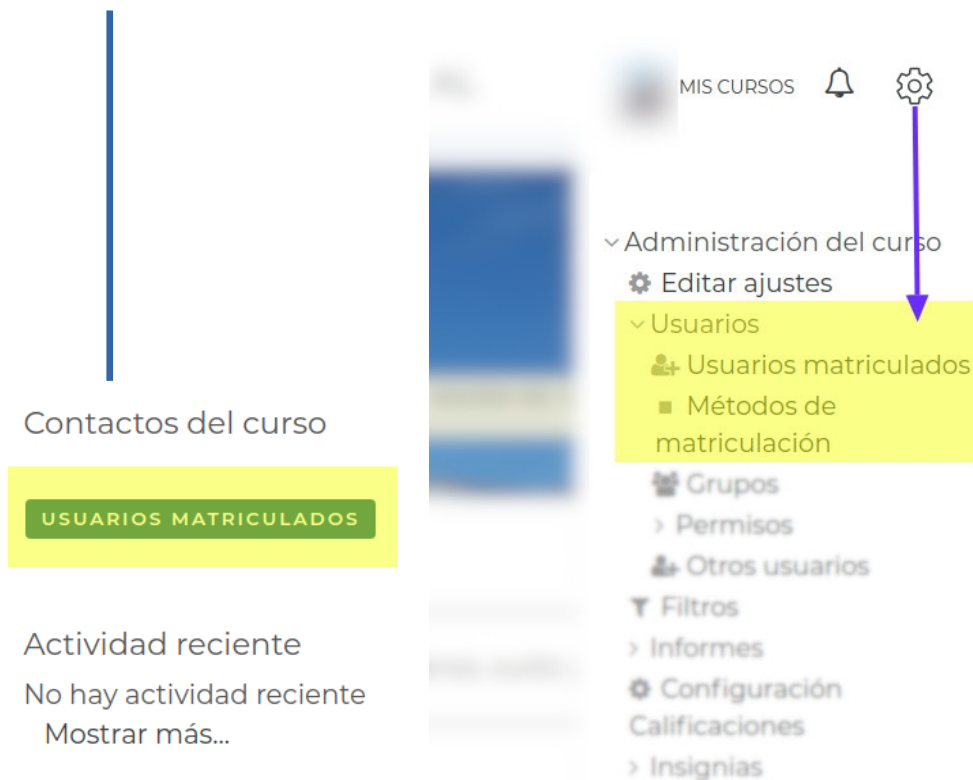 Contactos del curso
USUARIOS MATRICULADOS
Actividad reciente
No hay actividad reciente
Mostrar más...
MIS CURSOS
Administración del curso
Editar ajustes
Usuarios
Usuarios matriculados
Métodos de
matriculación
Grupos
Permisos
Otros usuarios
Filtros
Informes
Configuración
Calificaciones
Insignias